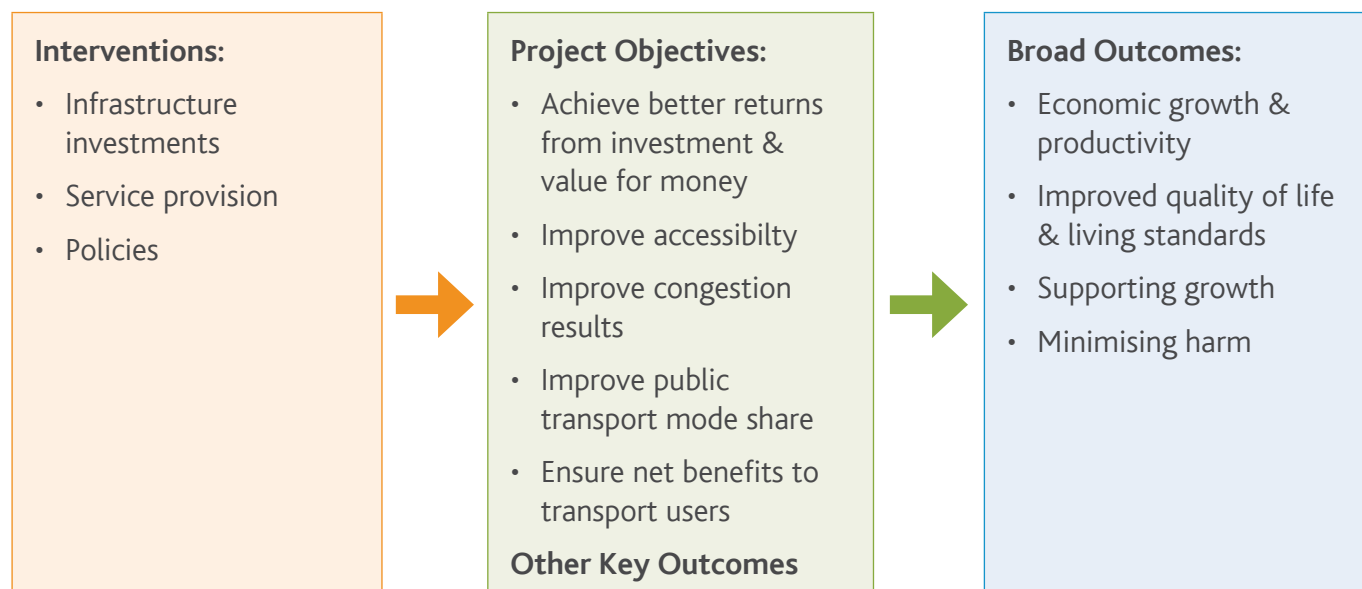 Interventions:
• Infrastructure
investments
• Service provision
• Policies
Project Objectives:
• Achieve better returns
from investment &
value for money
• Improve accessibilty
• Improve congestion
results
• Improve public
transport mode share
• Ensure net benefits to
transport users
Other Key Outcomes
Broad Outcomes:
• Economic growth &
productivity
• Improved quality of life
& living standards
• Supporting growth
• Minimising harm